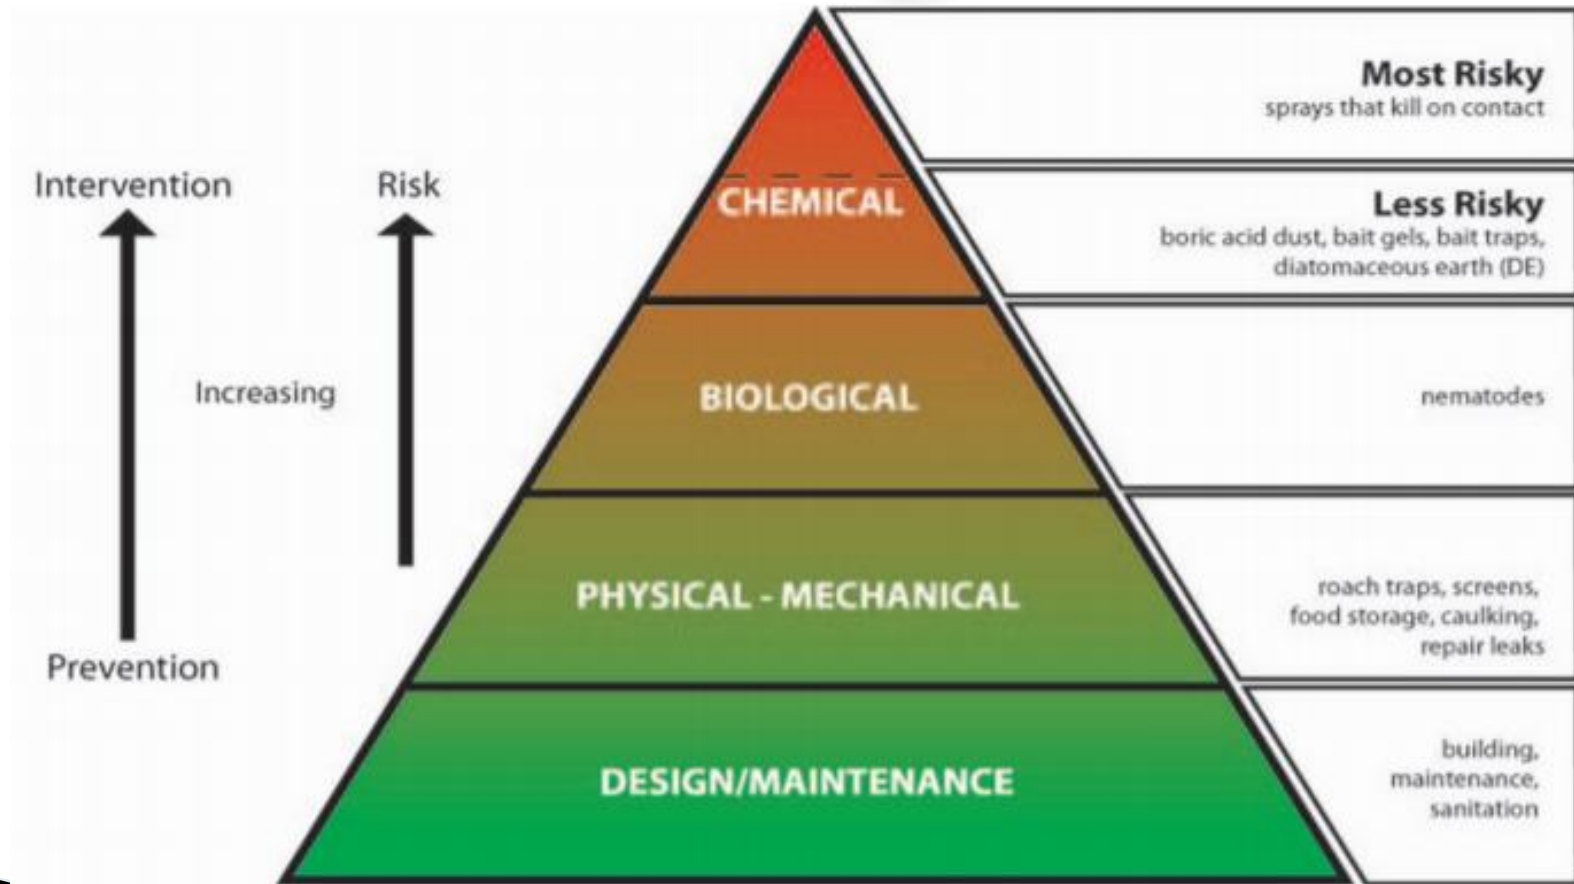 Most Risky
sprays that kill on contact
Intervention
Risk
CHEMICAL
Less Risky
boric acid dust, bait gels, bait traps,
diatomaceous earth (DE)
Increasing
BIOLOGICAL
nematodes
PHYSICAL - MECHANICAL
roach traps, screens,
food storage, caulking,
repair leaks
Prevention
DESIGN/MAINTENANCE
building,
maintenance,
sanitation